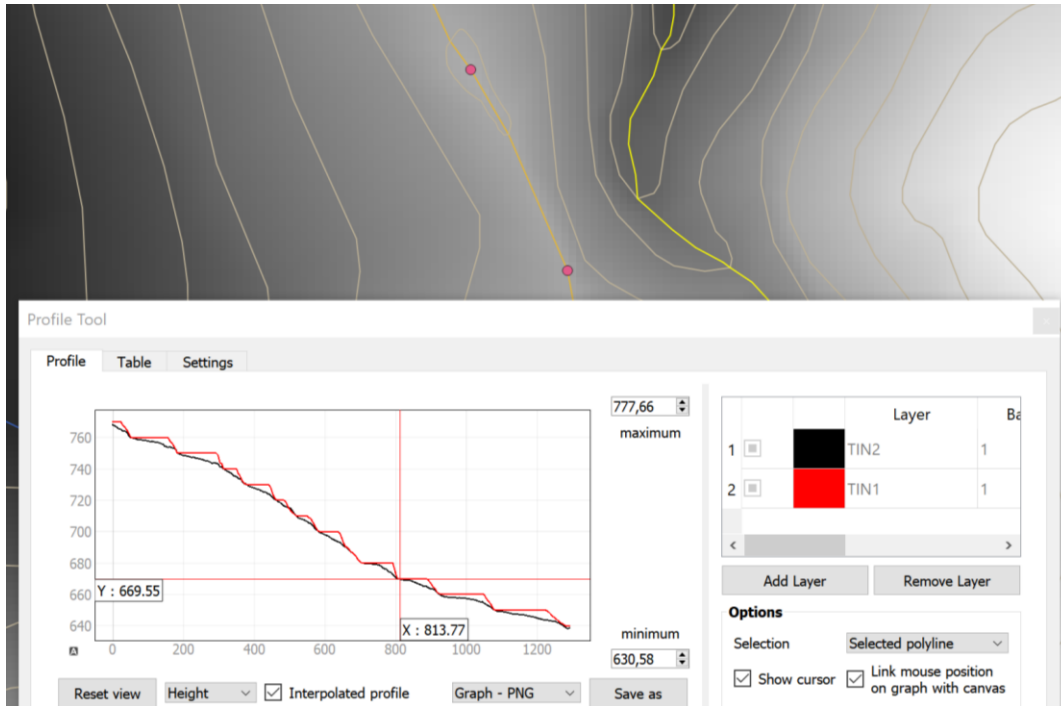 Profile Tool
Profile Table Settings
777,66
maximum
760
740
720
700
680
660
640
Y : 669.55
X : 813.77
0 200 400 600 800 1000 1200
minimum
630,58
Reset view Height Interpolated profile Graph - PNG Save as
Layer Ba
1 TIN2 1
2 TIN1 1
Add Layer Remove Layer
Options
Selection Selected polyline
Show cursor Link mouse position
on graph with canvas